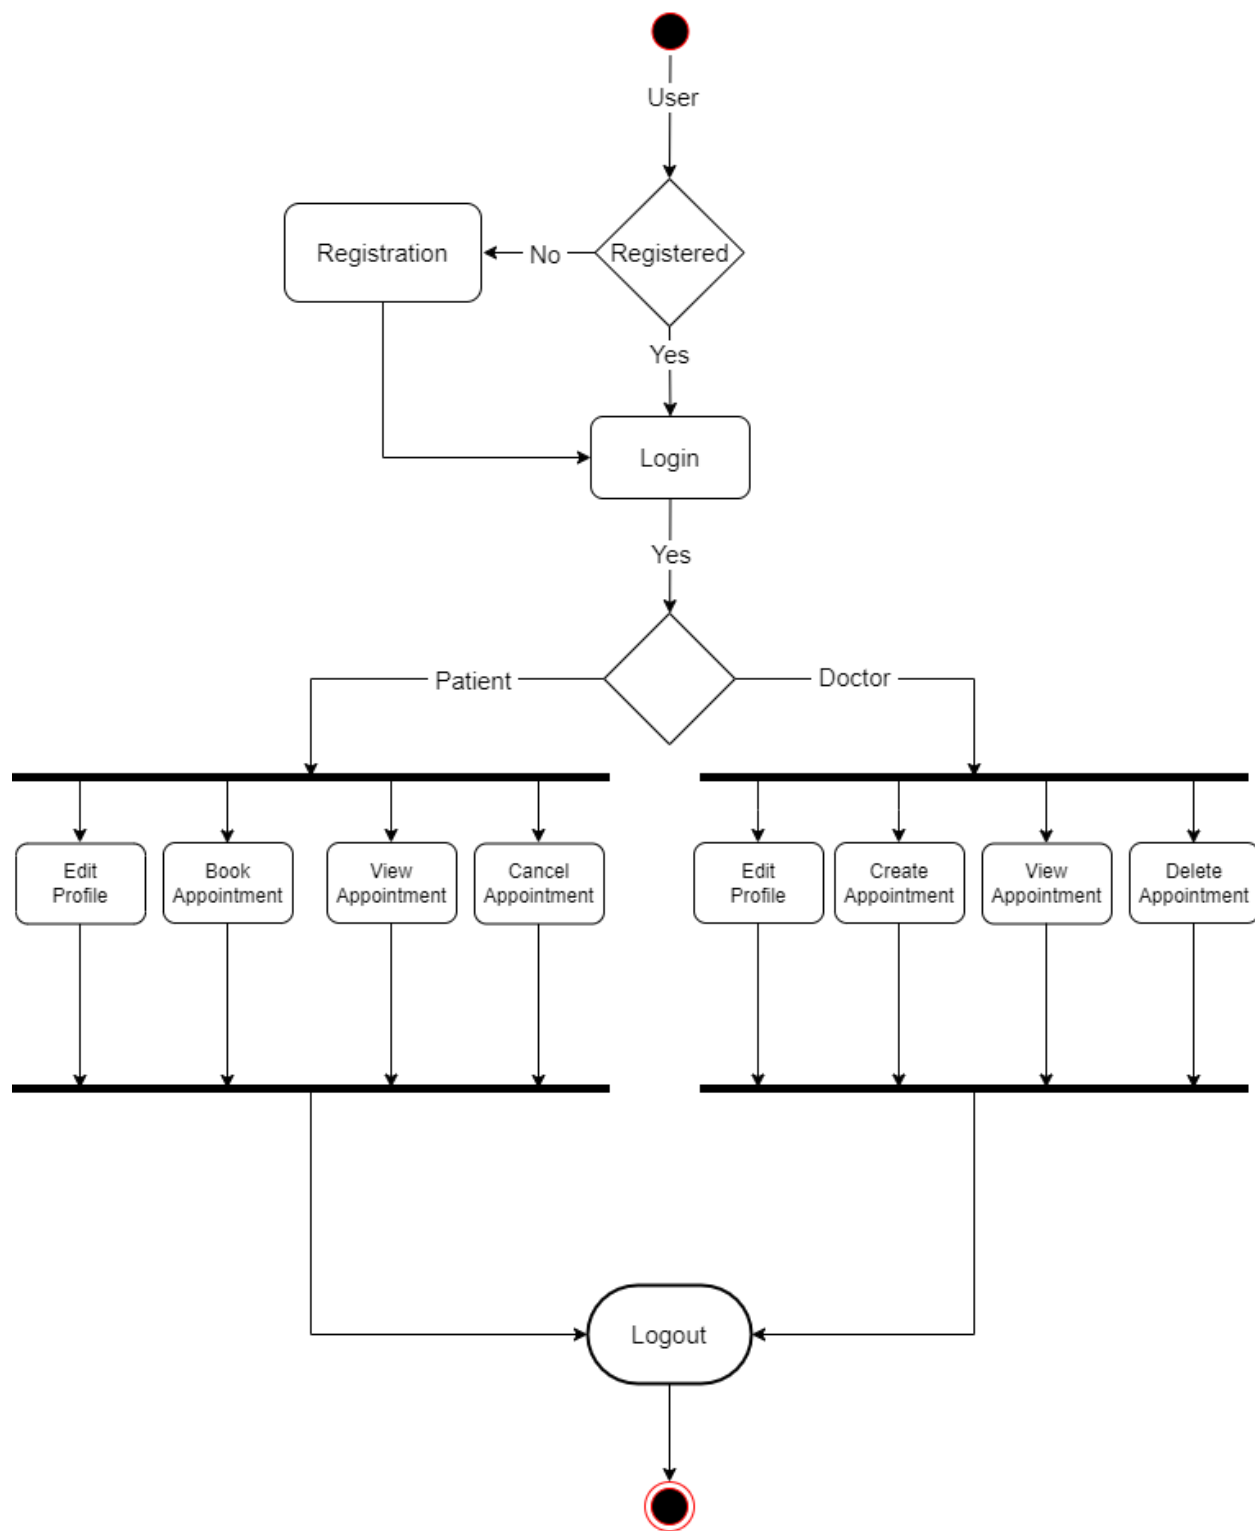 User
Registration
No
Registered
Yes
Login
Yes
Patient
Doctor
Edit
Profile
Book
Appointment
View
Appointment
Cancel
Appointment
Edit
Profile
Create
Appointment
View
Appointment
Delete
Appointment
Logout